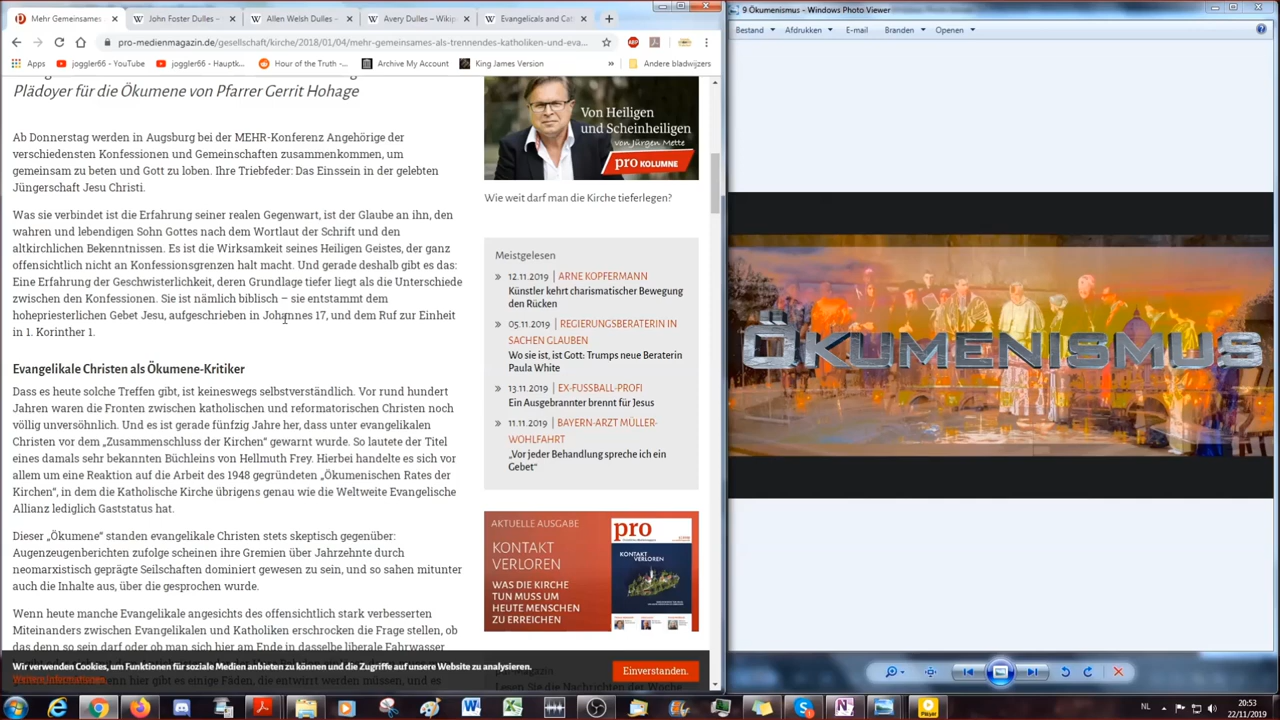 Mehr Gemeinsames
John Foster Dulles –
Allen Welsh Dulles –
Avery Dulles – Wikip
Evangelicals and Cat
pro-medienmagazin.de/gesellschaft/kirche/2018/01/04/mehr-gemeinsames-als-trennendes-katholiken-und-eva...
Apps
joggler66 - YouTube
joggler66 - Hauptk...
Hour of the Truth -...
Archive My Account
King James Version
»
Andere bladwijzers
Plädoyer für die Ökumene von Pfarrer Gerrit Hohage
Ab Donnerstag werden in Augsburg bei der MEHR-Konferenz Angehörige der
verschiedensten Konfessionen und Gemeinschaften zusammenkommen, um
gemeinsam zu beten und Gott zu loben. Ihre Triebfeder: Das Einssein in der gelebten
Jüngerschaft Jesu Christi.
Was sie verbindet ist die Erfahrung seiner realen Gegenwart, ist der Glaube an ihn, den
wahren und lebendigen Sohn Gottes nach dem Wortlaut der Schrift und den
altkirchlichen Bekenntnissen. Es ist die Wirksamkeit seines Heiligen Geistes, der ganz
offensichtlich nicht an Konfessionsgrenzen halt macht. Und gerade deshalb gibt es das:
Eine Erfahrung der Geschwisterlichkeit, deren Grundlage tiefer liegt als die Unterschiede
zwischen den Konfessionen. Sie ist nämlich biblisch – sie entstammt dem
hohepriesterlichen Gebet Jesu, aufgeschrieben in Johannes 17, und dem Ruf zur Einheit
in 1. Korinther 1.
Evangelikale Christen als Ökumene-Kritiker
Dass es heute solche Treffen gibt, ist keineswegs selbstverständlich. Vor rund hundert
Jahren waren die Fronten zwischen katholischen und reformatorischen Christen noch
völlig unversöhnlich. Und es ist gerade fünfzig Jahre her, dass unter evangelikalen
Christen vor dem „Zusammenschluss der Kirchen“ gewarnt wurde. So lautete der Titel
eines damals sehr bekannten Büchleins von Hellmuth Frey. Hierbei handelte es sich vor
allem um eine Reaktion auf die Arbeit des 1948 gegründeten „Ökumenischen Rates der
Kirchen“, in dem die Katholische Kirche übrigens genau wie die Weltweite Evangelische
Allianz lediglich Gaststatus hat.
Dieser „Ökumene“ standen evangelikale Christen stets skeptisch gegenüber:
Augenzeugenberichten zufolge scheinen ihre Gremien über Jahrzehnte durch
neomarxistisch geprägte Seilschaften dominiert gewesen zu sein, und so sahen mitunter
auch die Inhalte aus, über die gesprochen wurde.
Wenn heute manche Evangelikale angesichts des offensichtlich stark verbesserten
Miteinanders zwischen Evangelikalen und Katholiken erschrocken die Frage stellen, ob
das denn so sein darf oder ob man sich hier am Ende in dasselbe liberale Fahrwasser
Wir verwenden Cookies, um Funktionen für soziale Medien anbieten zu können und die Zugriffe auf unsere Website zu analysieren.
Weitere Informationen.
Einverstanden.
Von Heiligen
und Scheinheiligen
von Jürgen Mette
pro KOLUMNE
Wie weit darf man die Kirche tieferlegen?
Meistgelesen
» 12.11.2019 | ARNE KOPFERMANN
Künstler kehrt charismatischer Bewegung
den Rücken
» 05.11.2019 | REGIERUNGSBERATERIN IN
SACHEN GLAUBEN
Wo sie ist, ist Gott: Trumps neue Beraterin
Paula White
» 13.11.2019 | EX-FUSSBALL-PROFI
Ein Ausgebrannter brennt für Jesus
» 11.11.2019 | BAYERN-ARZT MÜLLER-
WOHLFAHRT
„Vor jeder Behandlung spreche ich ein
Gebet“
AKTUELLE AUSGABE
KONTAKT
VERLOREN
WAS DIE KIRCHE
TUN MUSS UM
HEUTE MENSCHEN
ZU ERREICHEN
pro
KONTAKT
VERLOREN
9 Ökumenismus - Windows Photo Viewer
Bestand
Afdrukken
E-mail
Branden
Openen
ÖKUMENISMUS
NL
20:53
22/11/2019
Player